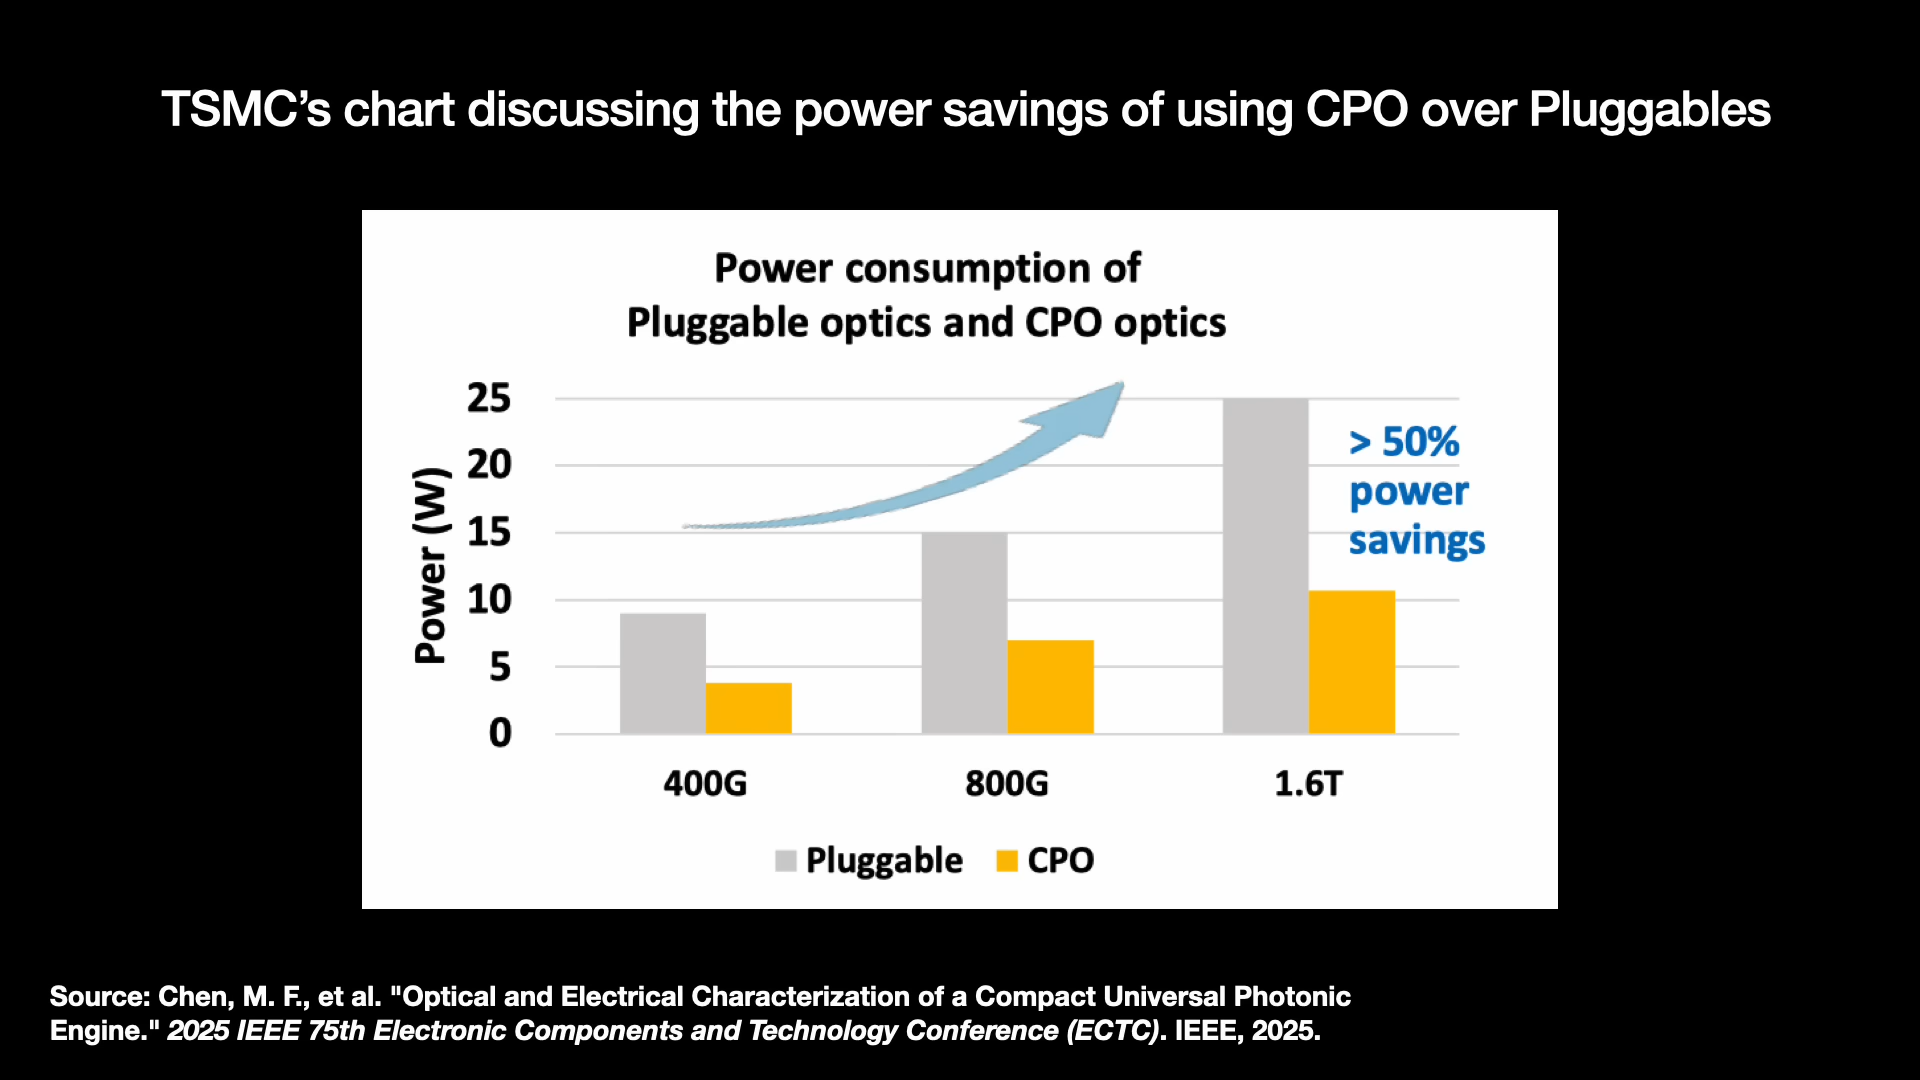 TSMC’s chart discussing the power savings of using CPO over Pluggables
Power consumption of
Pluggable optics and CPO optics
Power (W)
25
20
15
10
5
0
> 50%
power
savings
400G
800G
1.6T
Pluggable
CPO
Source: Chen, M. F., et al. "Optical and Electrical Characterization of a Compact Universal Photonic
Engine." 2025 IEEE 75th Electronic Components and Technology Conference (ECTC). IEEE, 2025.